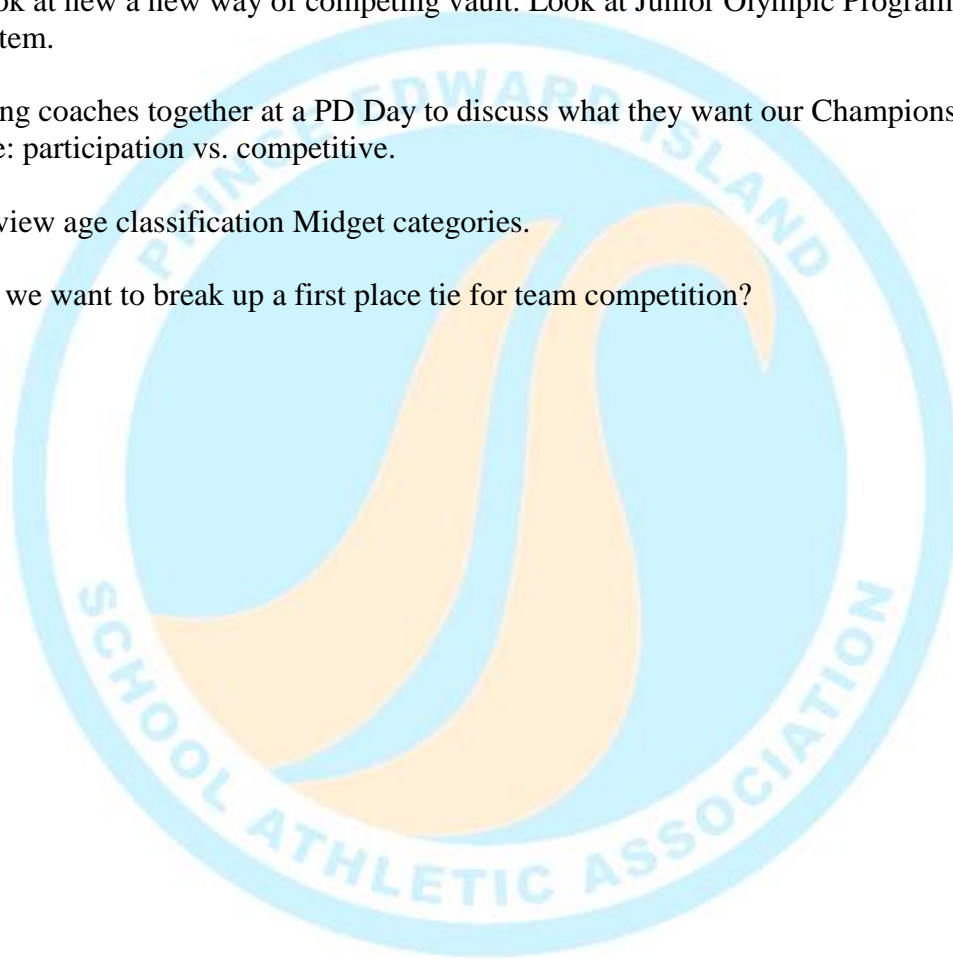 ok at new a new way of competing vault. Look at Junior Olympic Program
tem.
ng coaches together at a PD Day to discuss what they want our Champions
e: participation vs. competitive.
view age classification Midget categories.
we want to break up a first place tie for team competition?
PRINCE EDWARD ISLAND
SCHOOL ATHLETIC ASSOCIATION